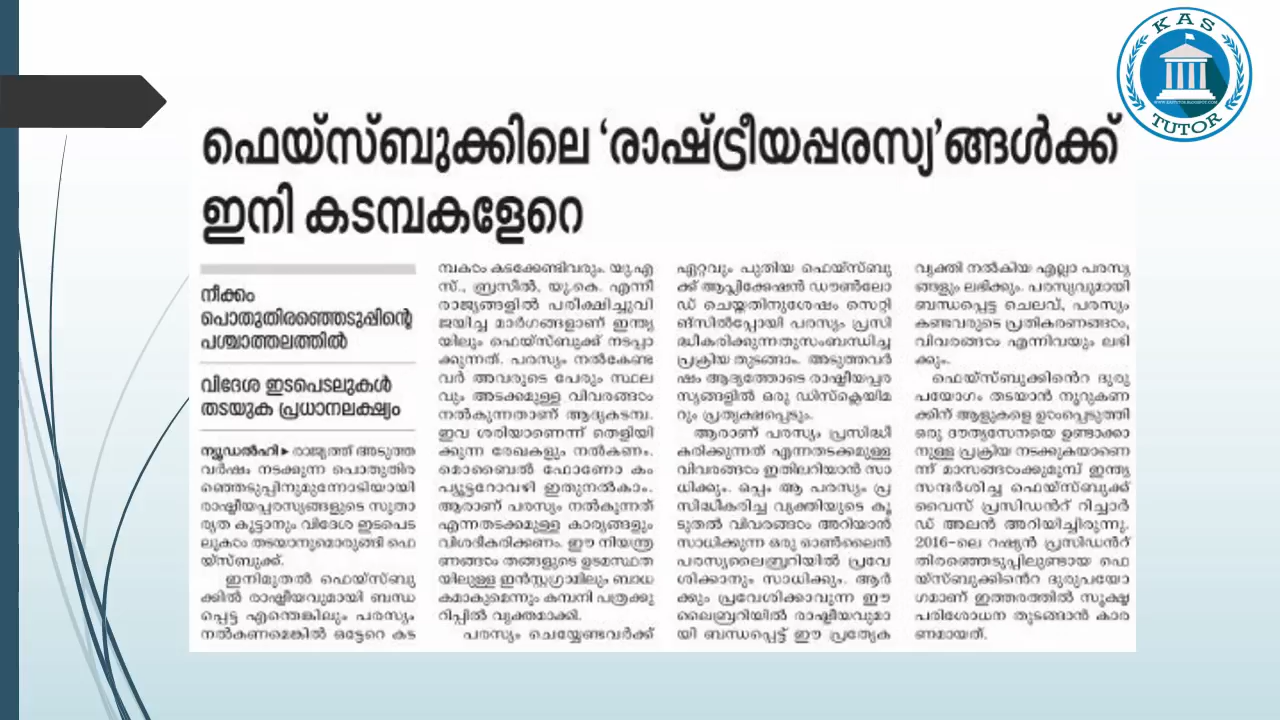 KAS
WWW.KASTUTOR.BLOGSPOT.COM
TUTOR
ഫെയ്സ്ബുക്കിലെ ‘രാഷ്ട്രീയപ്പരസ്യ’ങ്ങൾക്ക്
ഇനി കടമ്പകളേറെ
നീക്കം
പൊതുതിരഞ്ഞെടുപ്പിന്റെ
പശ്ചാത്തലത്തിൽ
വിദേശ ഇടപെടലുകൾ
തടയുക പ്രധാനലക്ഷ്യം
ന്യൂഡൽഹി ▸ രാജ്യത്ത് അടുത്ത
വർഷം നടക്കുന്ന പൊതുതിര
ഞ്ഞെടുപ്പിനുമുന്നോടിയായി
രാഷ്ട്രീയപ്പരസ്യങ്ങളുടെ സുതാ
ര്യത കൂട്ടാനും വിദേശ ഇടപെട
ലുകൾ തടയാനുമൊരുങ്ങി ഫെ
യ്സ്ബുക്ക്.
ഇനിമുതൽ ഫെയ്സ്ബു
ക്കിൽ രാഷ്ട്രീയവുമായി ബന്ധ
പ്പെട്ട എന്തെങ്കിലും പരസ്യം
നൽകണമെങ്കിൽ ഒട്ടേറെ കട
മ്പകൾ കടക്കേണ്ടിവരും. യു.എ
സ്., ബ്രസീൽ, യു.കെ. എന്നീ
രാജ്യങ്ങളിൽ പരീക്ഷിച്ചുവി
ജയിച്ച മാർഗങ്ങളാണ് ഇന്ത്യ
യിലും ഫെയ്സ്ബുക്ക് നടപ്പാ
ക്കുന്നത്. പരസ്യം നൽകേണ്ട
വർ അവരുടെ പേരും സ്ഥല
വും അടക്കമുള്ള വിവരങ്ങൾ
നൽകുന്നതാണ് ആദ്യകടമ്പ.
ഇവ ശരിയാണെന്ന് തെളിയി
ക്കുന്ന രേഖകളും നൽകണം.
മൊബൈൽ ഫോണോ കം
പ്യൂട്ടറോവഴി ഇതുനൽകാം.
ആരാണ് പരസ്യം നൽകുന്നത്
എന്നതടക്കമുള്ള കാര്യങ്ങളും
വിശദീകരിക്കണം. ഈ നിയന്ത്ര
ണങ്ങൾ തങ്ങളുടെ ഉടമസ്ഥത
യിലുള്ള ഇൻസ്റ്റഗ്രാമിലും ബാധ
കമാകുമെന്നും കമ്പനി പത്രക്കു
റിപ്പിൽ വ്യക്തമാക്കി.
പരസ്യം ചെയ്യേണ്ടവർക്ക്
ഏറ്റവും പുതിയ ഫെയ്സ്ബു
ക്ക് ആപ്ലിക്കേഷൻ ഡൗൺലോ
ഡ് ചെയ്തതിനുശേഷം സെറ്റി
ങ്സിൽപ്പോയി പരസ്യം പ്രസി
ദ്ധീകരിക്കുന്നതുസംബന്ധിച്ച
പ്രക്രിയ തുടങ്ങാം. അടുത്തവർ
ഷം ആദ്യത്തോടെ രാഷ്ട്രീയപ്പര
സ്യങ്ങളിൽ ഒരു ഡിസ്ക്ലെയിമ
റും പ്രത്യക്ഷപ്പെടും.
ആരാണ് പരസ്യം പ്രസിദ്ധീ
കരിക്കുന്നത് എന്നതടക്കമുള്ള
വിവരങ്ങൾ ഇതിലറിയാൻ സാ
ധിക്കും. ഒപ്പം ആ പരസ്യം പ്ര
സിദ്ധീകരിച്ച വ്യക്തിയുടെ കൂ
ടുതൽ വിവരങ്ങൾ അറിയാൻ
സാധിക്കുന്ന ഒരു ഓൺലൈൻ
പരസ്യലൈബ്രറിയിൽ പ്രവേ
ശിക്കാനും സാധിക്കും. ആർ
ക്കും പ്രവേശിക്കാവുന്ന ഈ
ലൈബ്രറിയിൽ രാഷ്ട്രീയവുമാ
യി ബന്ധപ്പെട്ട് ഈ പ്രത്യേക
വ്യക്തി നൽകിയ എല്ലാ പരസ്യ
ങ്ങളും ലഭിക്കും. പരസ്യവുമായി
ബന്ധപ്പെട്ട ചെലവ്, പരസ്യം
കണ്ടവരുടെ പ്രതികരണങ്ങൾ,
വിവരങ്ങൾ എന്നിവയും ലഭി
ക്കും.
ഫെയ്സ്ബുക്കിൻെറ ദുരു
പയോഗം തടയാൻ നൂറുകണ
ക്കിന് ആളുകളെ ഉൾപ്പെടുത്തി
ഒരു ദൗത്യസേനയെ ഉണ്ടാക്കാ
നുള്ള പ്രക്രിയ നടക്കുകയാണെ
ന്ന് മാസങ്ങൾക്കുമുമ്പ് ഇന്ത്യ
സന്ദർശിച്ച ഫെയ്സ്ബുക്ക്
വൈസ് പ്രസിഡൻറ് റിച്ചാർ
ഡ് അലൻ അറിയിച്ചിരുന്നു.
2016-ലെ റഷ്യൻ പ്രസിഡൻറ്
തിരഞ്ഞെടുപ്പിലുണ്ടായ ഫെ
യ്സ്ബുക്കിൻെറ ദുരുപയോ
ഗമാണ് ഇത്തരത്തിൽ സൂക്ഷ്മ
പരിശോധന തുടങ്ങാൻ കാര
ണമായത്.